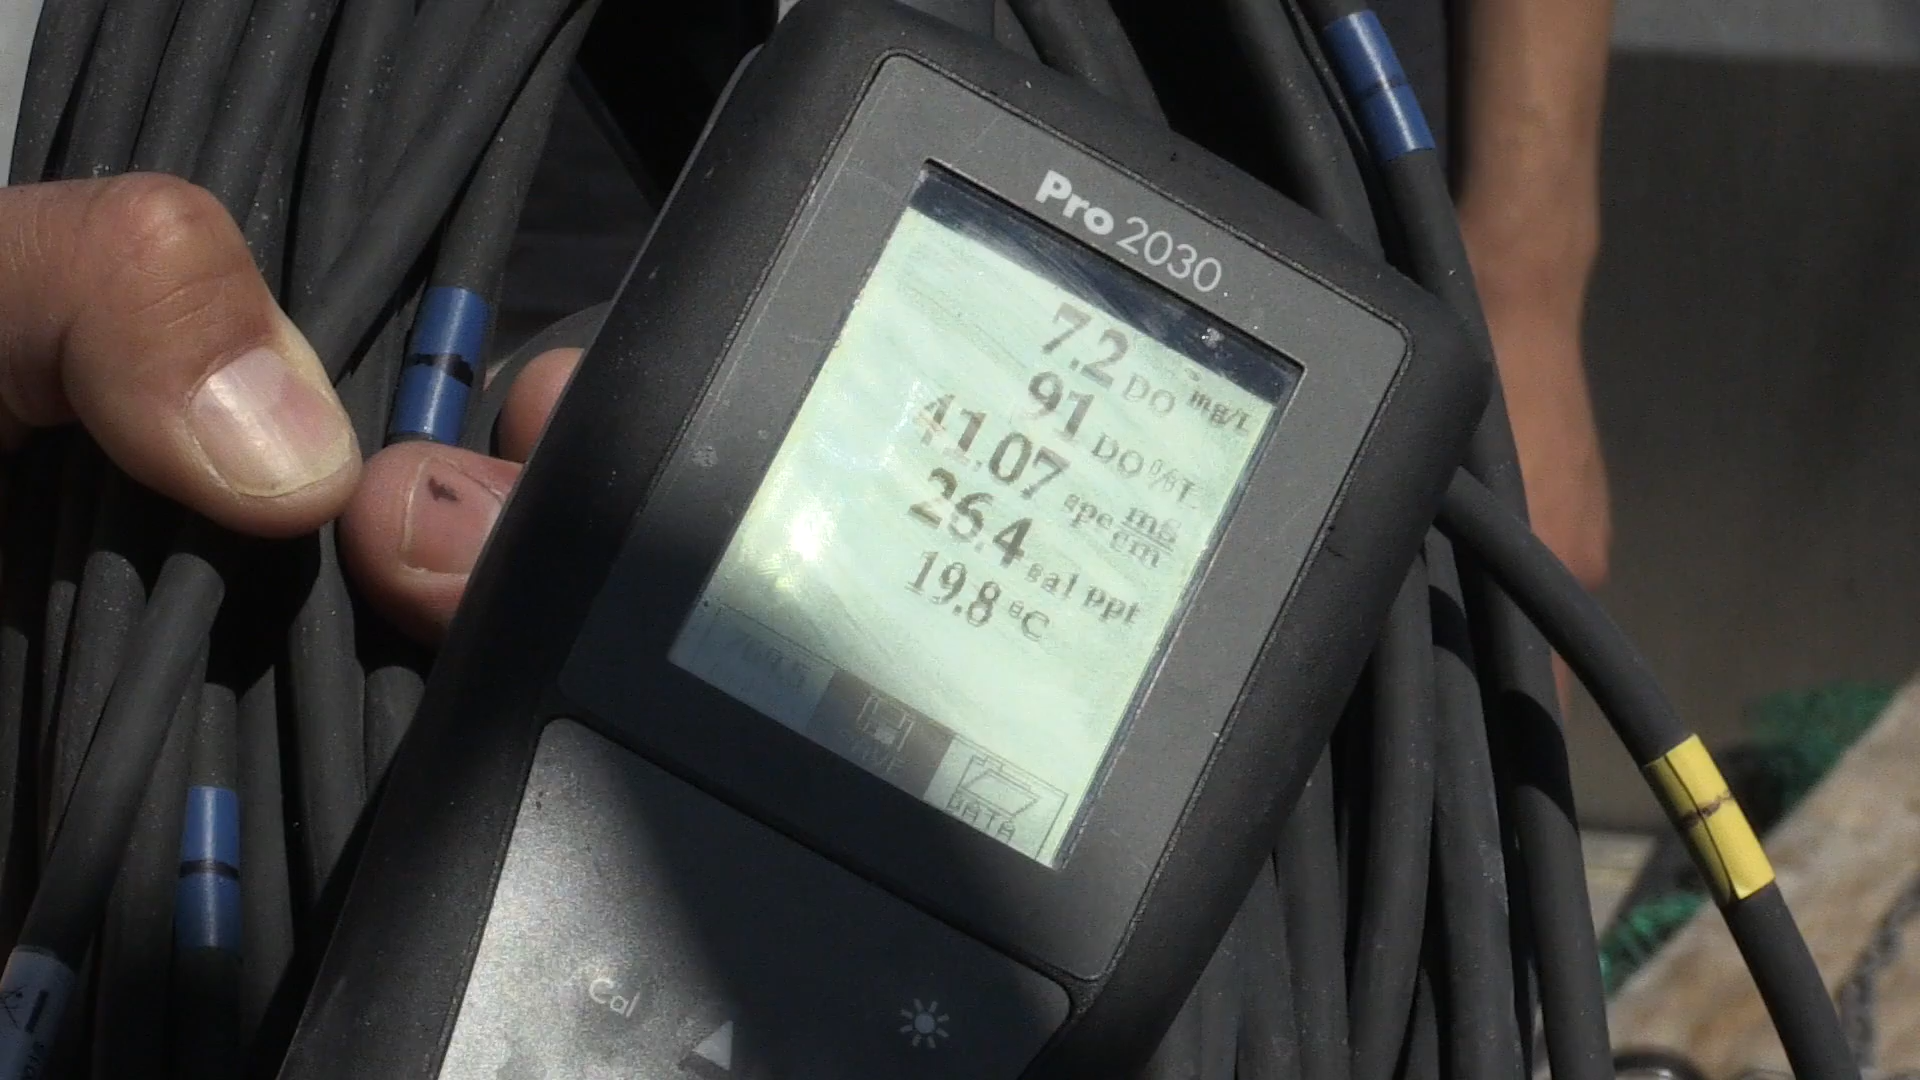 Pro 2030
7.2 DO mg/L
91 DO %T
41.07 spc mS/cm
26.4 sal ppt
19.8 °C
DATA
Cal